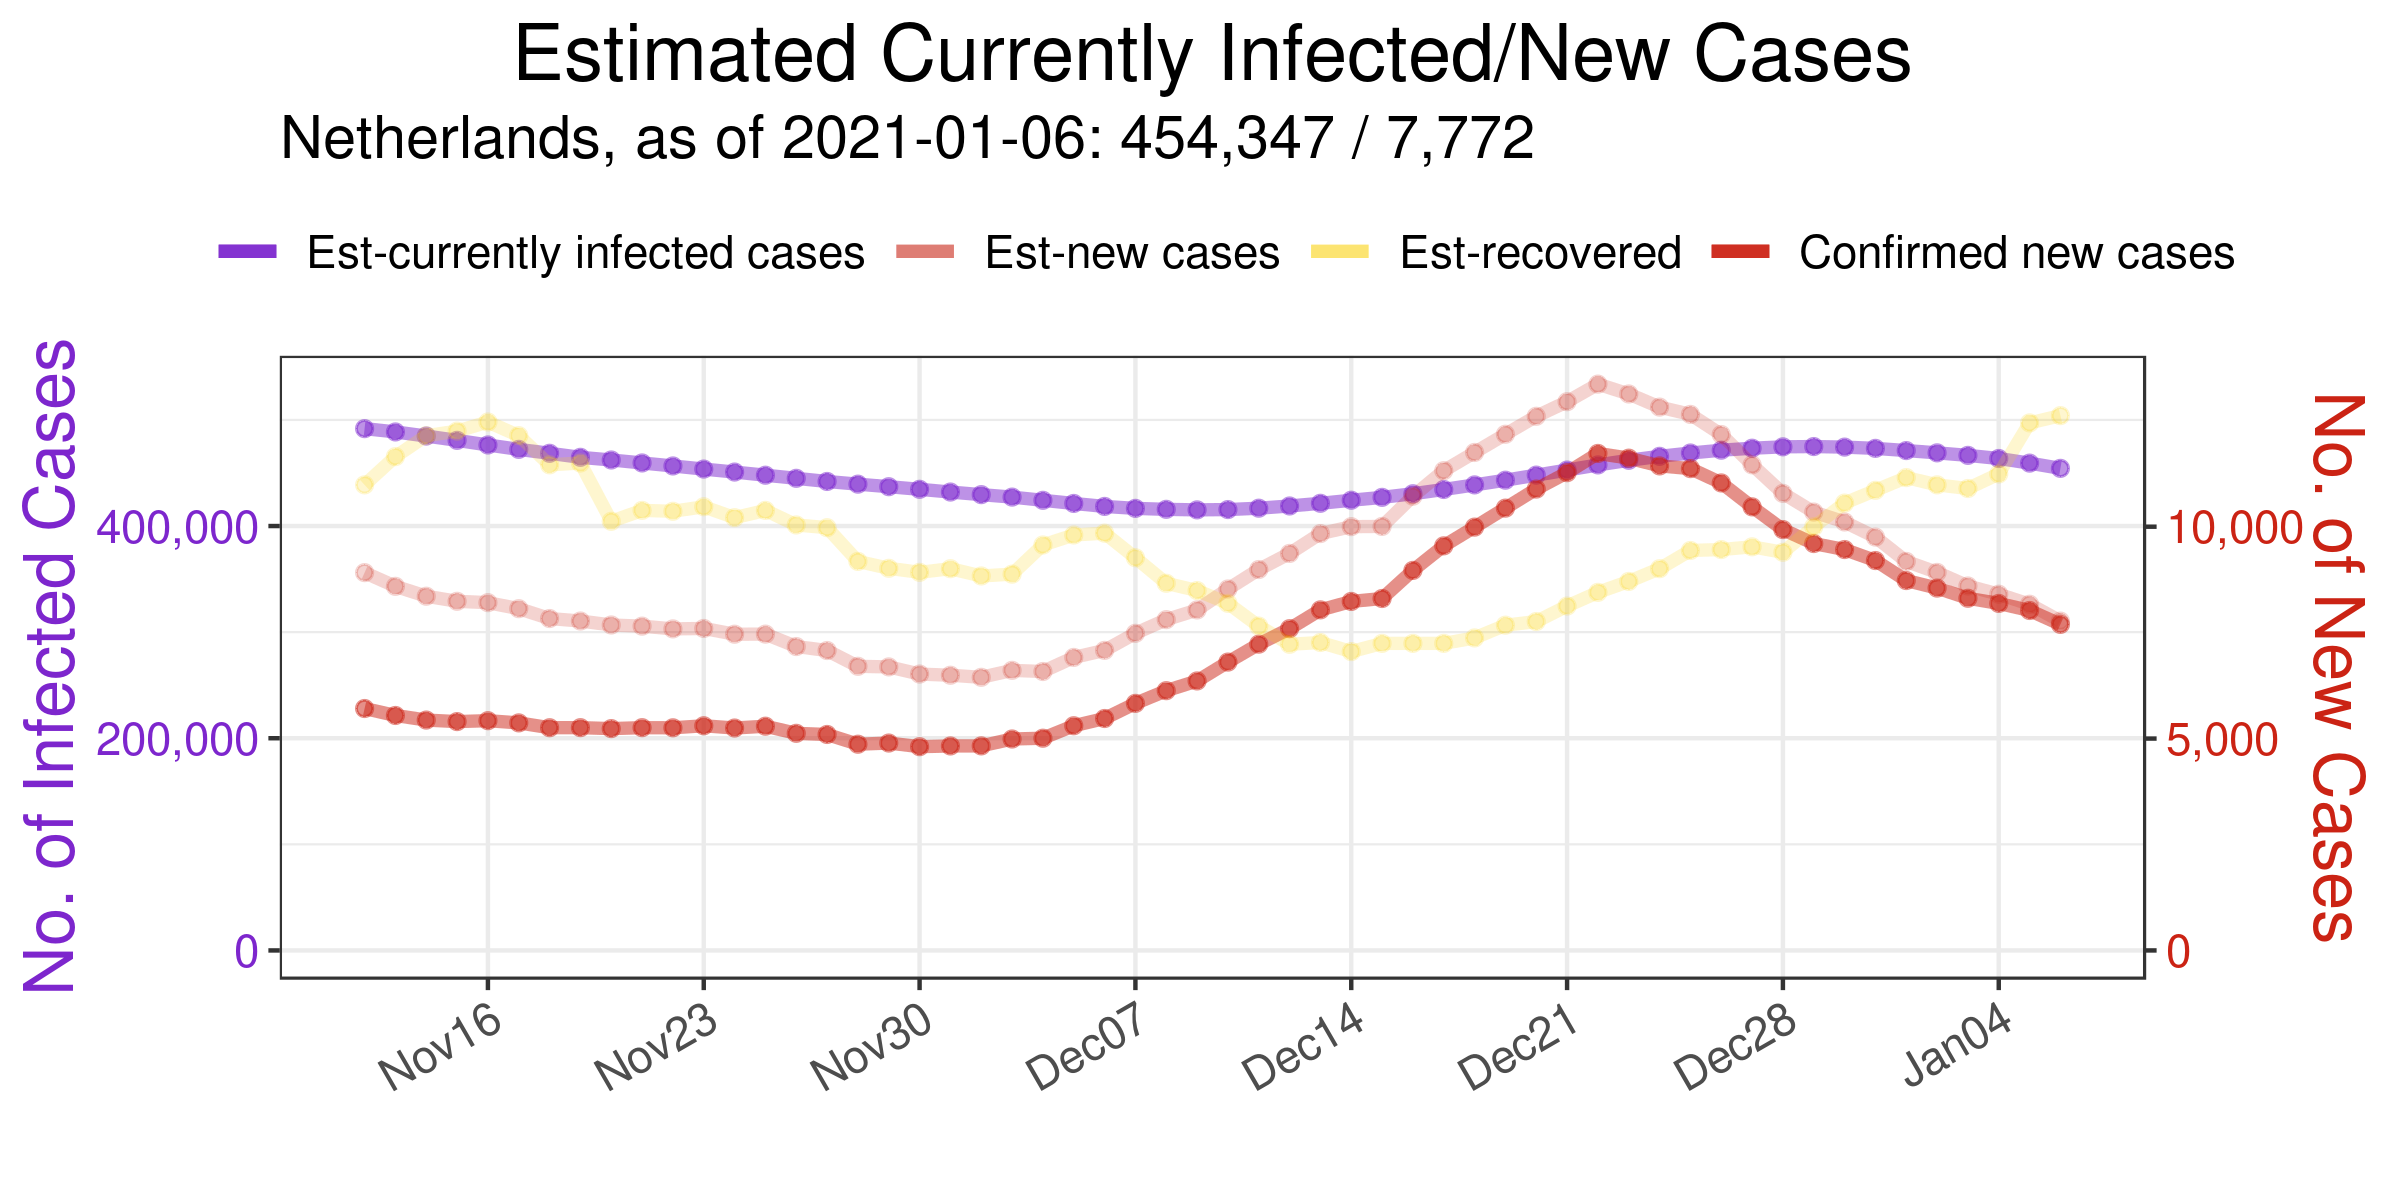 Estimated Currently Infected/New Cases
Netherlands, as of 2021-01-06: 454,347 / 7,772
Est-currently infected cases Est-new cases Est-recovered Confirmed new cases
No. of Infected Cases
400,000
200,000
0
10,000
5,000
0
No. of New Cases
Nov16 Nov23 Nov30 Dec07 Dec14 Dec21 Dec28 Jan04